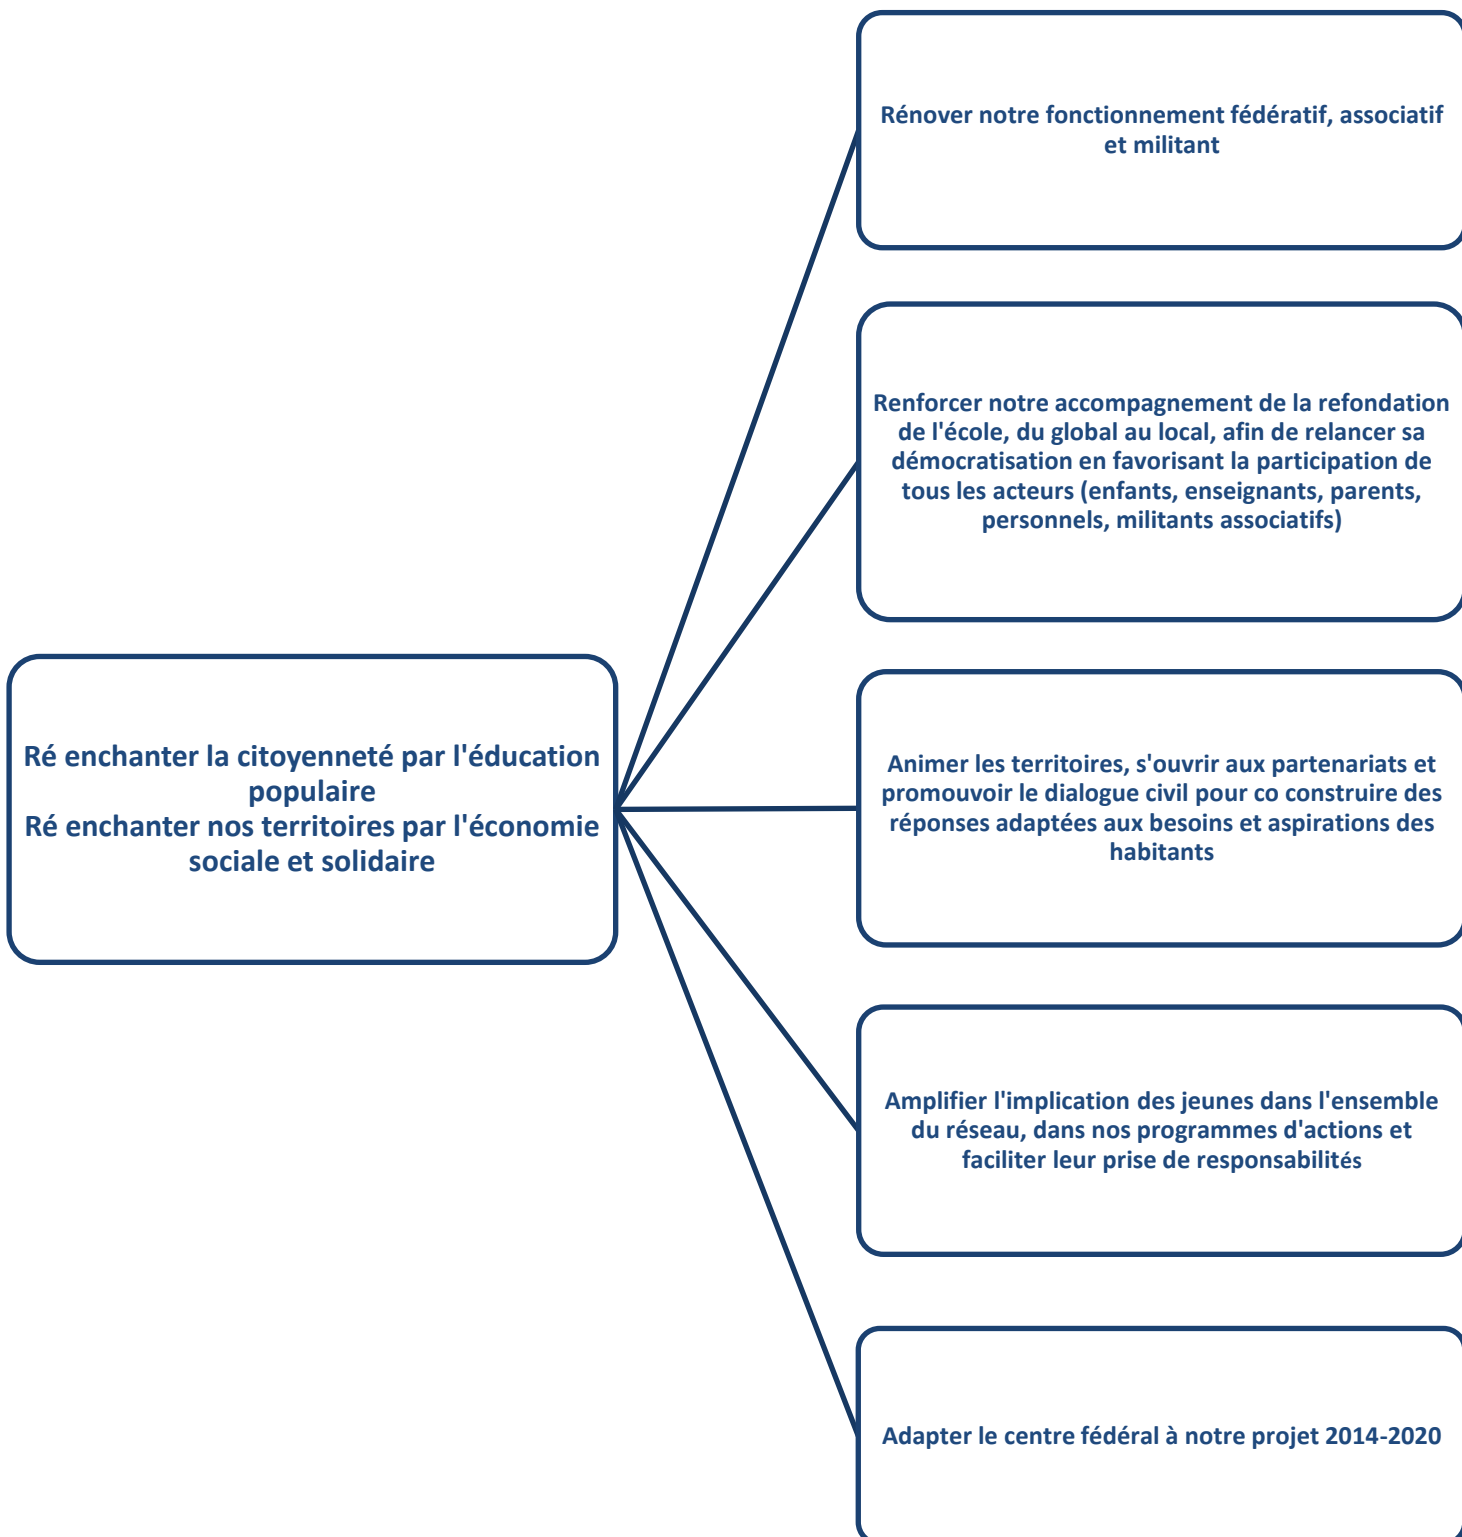 Rénover notre fonctionnement fédératif, associatif
et militant
Renforcer notre accompagnement de la refondation
de l'école, du global au local, afin de relancer sa
démocratisation en favorisant la participation de
tous les acteurs (enfants, enseignants, parents,
personnels, militants associatifs)
Ré enchanter la citoyenneté par l'éducation
populaire
Ré enchanter nos territoires par l'économie
sociale et solidaire
Animer les territoires, s'ouvrir aux partenariats et
promouvoir le dialogue civil pour co construire des
réponses adaptées aux besoins et aspirations des
habitants
Amplifier l'implication des jeunes dans l'ensemble
du réseau, dans nos programmes d'actions et
faciliter leur prise de responsabilités
Adapter le centre fédéral à notre projet 2014-2020